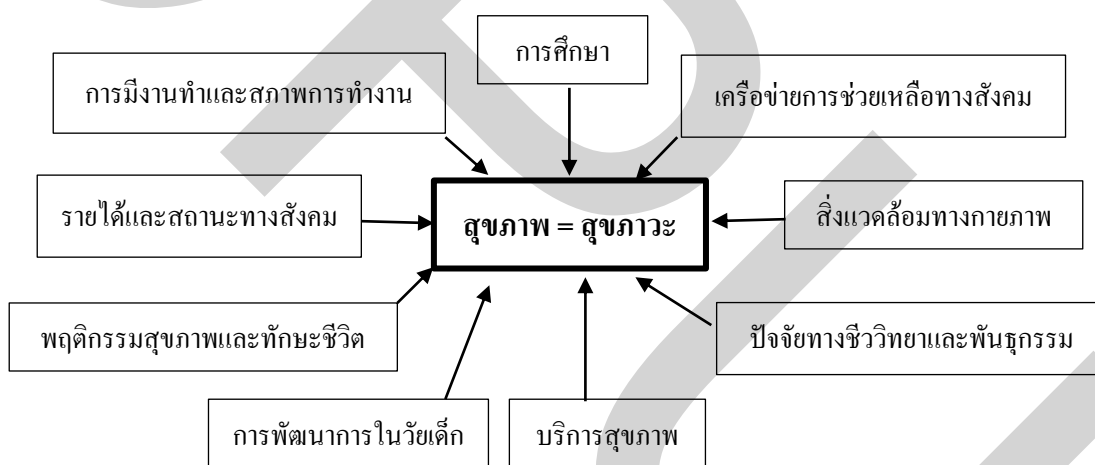 การศึกษา
การมีงานทำและสภาพการทำงาน
เครือข่ายการช่วยเหลือทางสังคม
รายได้และสถานะทางสังคม
สุขภาพ = สุขภาวะ
สิ่งแวดล้อมทางกายภาพ
พฤติกรรมสุขภาพและทักษะชีวิต
ปัจจัยทางชีววิทยาและพันธุกรรม
การพัฒนาการในวัยเด็ก
บริการสุขภาพ